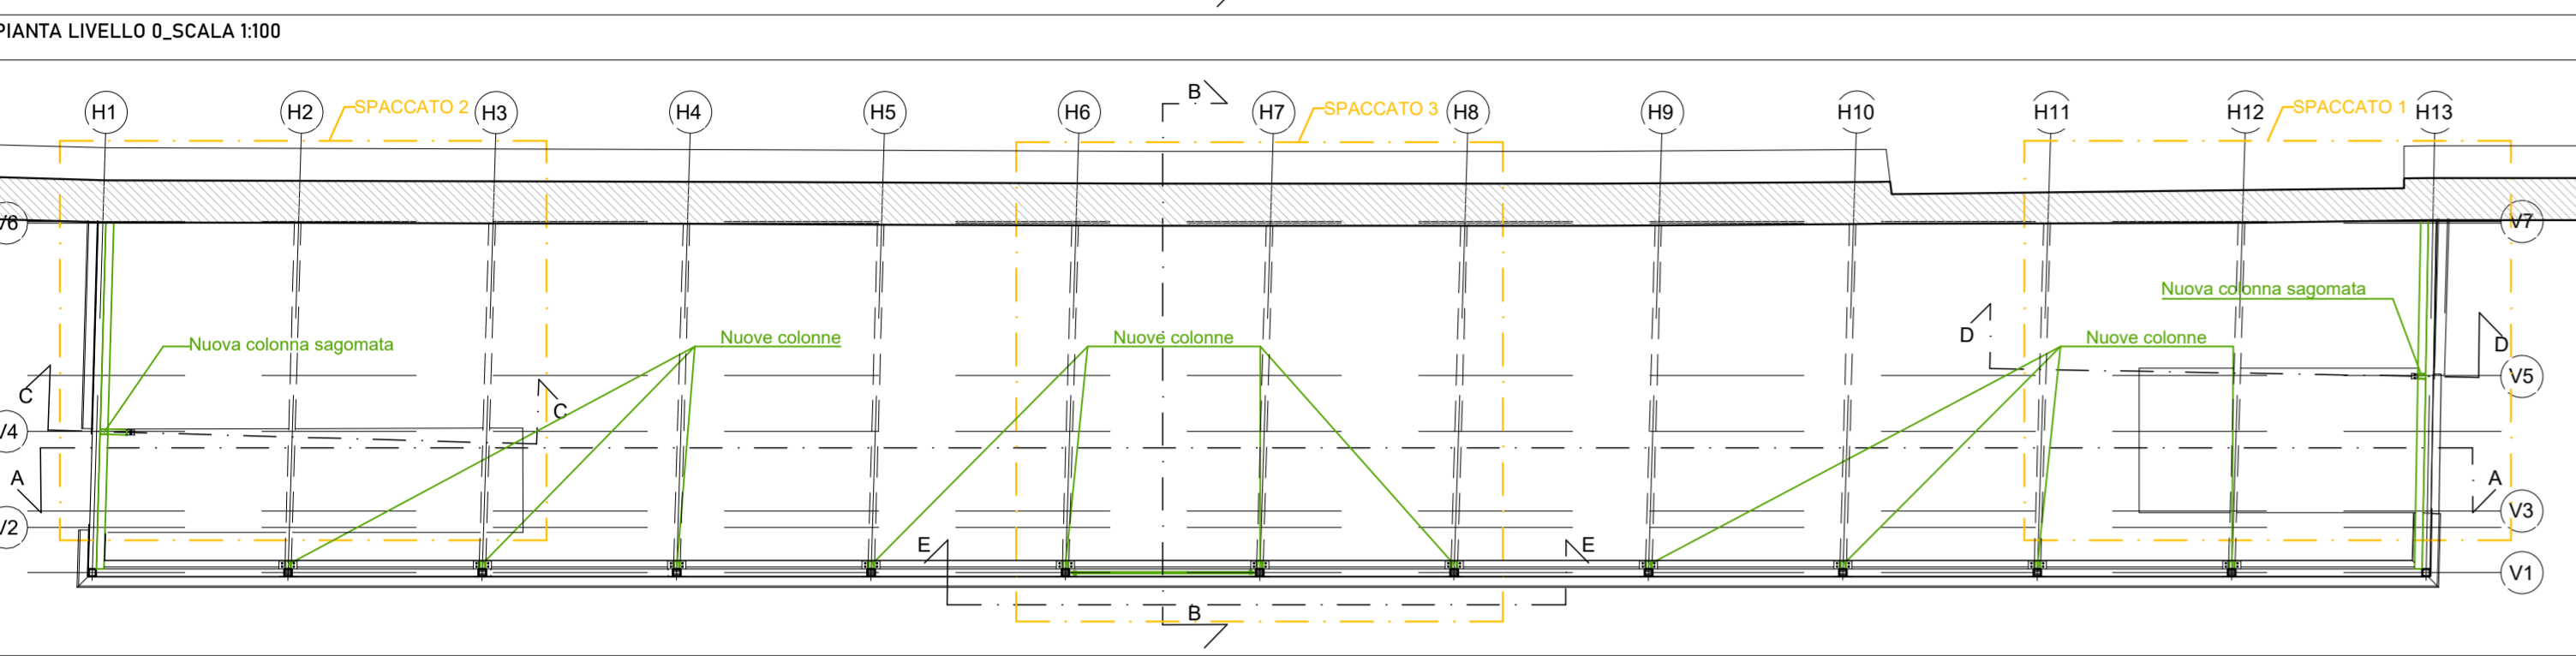 PIANTA LIVELLO 0_SCALA 1:100
B
H1 H2 H3 H4 H5 H6 H7 H8 H9 H10 H11 H12 H13
SPACCATO 2
SPACCATO 3
SPACCATO 1
V6
V7
Nuova colonna sagomata
Nuova colonna sagomata
Nuove colonne
Nuove colonne
Nuove colonne
D
D
C
C
V5
V4
A
A
V3
V2
E
E
V1
B